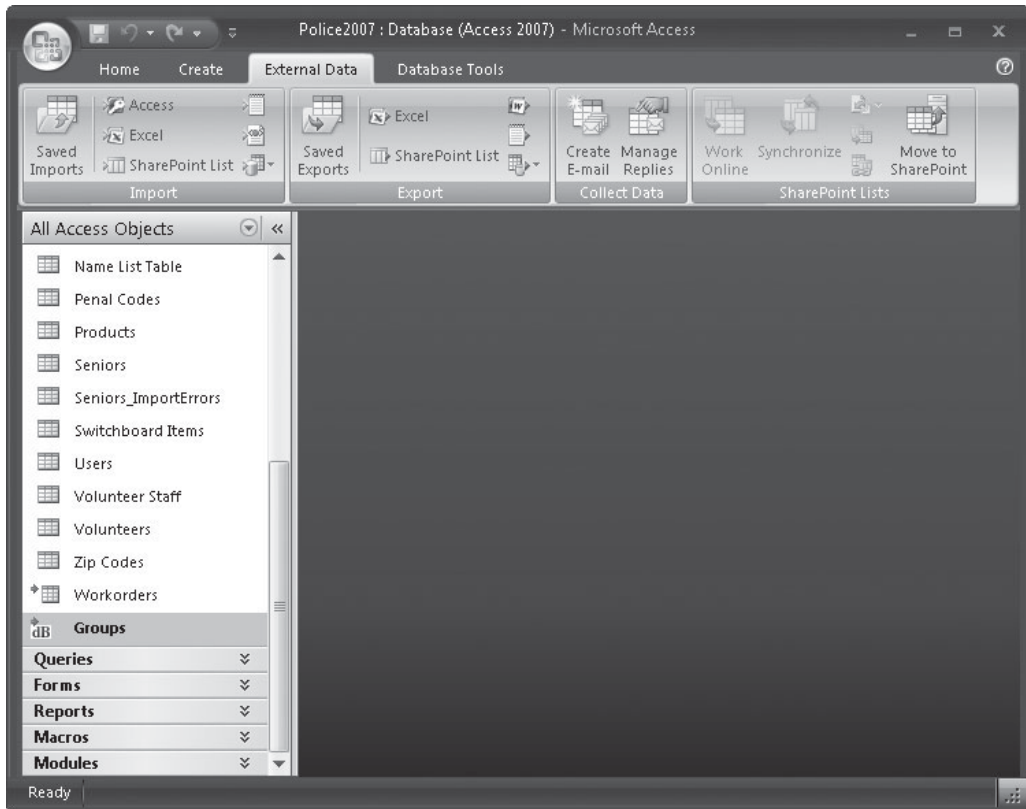 Police2007 : Database (Access 2007) - Microsoft Access
Home Create External Data Database Tools
Saved Imports
Access
Excel
SharePoint List
Import
Saved Exports
Excel
SharePoint List
Export
Create E-mail
Manage Replies
Collect Data
Work Online
Synchronize
Move to SharePoint
SharePoint Lists
All Access Objects
Name List Table
Penal Codes
Products
Seniors
Seniors_ImportErrors
Switchboard Items
Users
Volunteer Staff
Volunteers
Zip Codes
Workorders
dB Groups
Queries
Forms
Reports
Macros
Modules
Ready